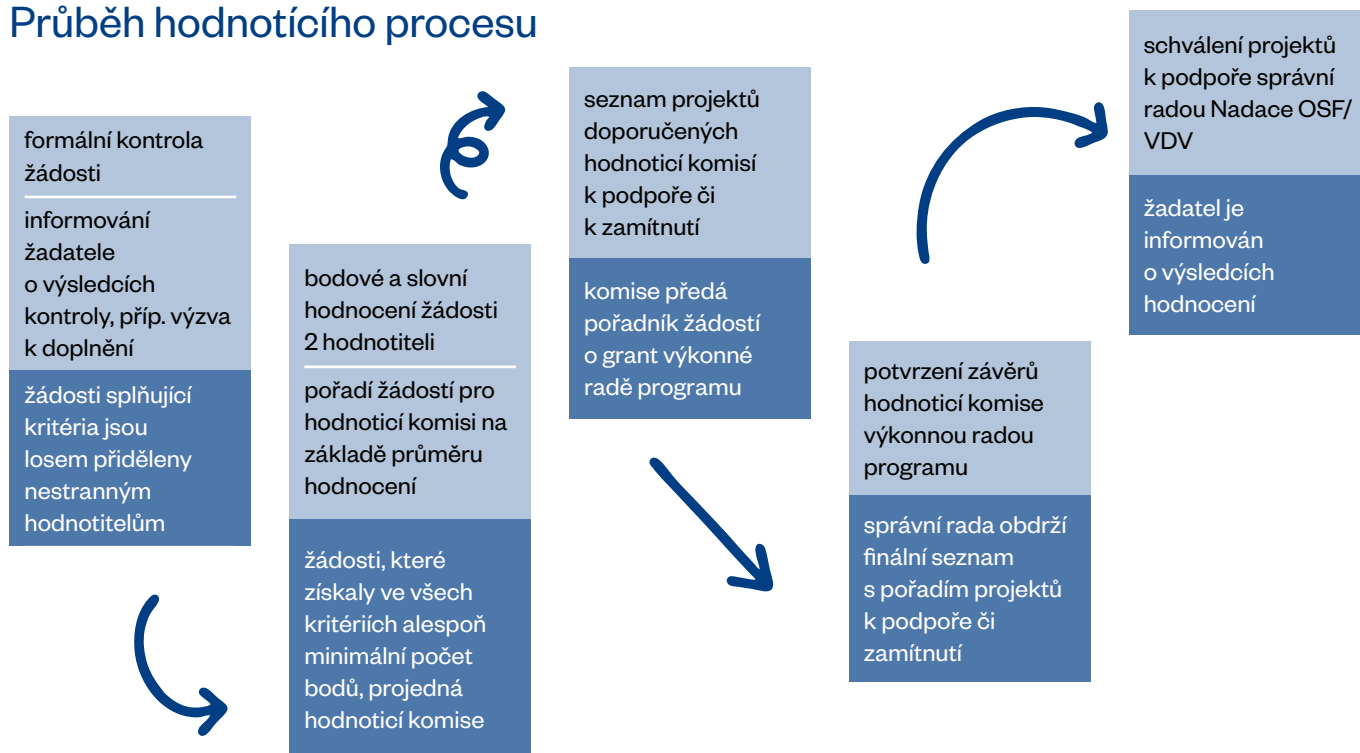 Průběh hodnotícího procesu
formální kontrola
žádosti
informování
žadatele
o výsledcích
kontroly, příp. výzva
k doplnění
žádosti splňující
kritéria jsou
losem přiděleny
nestranným
hodnotitelům
bodové a slovní
hodnocení žádosti
2 hodnotiteli
pořadí žádostí pro
hodnoticí komisi na
základě průměru
hodnocení
žádosti, které
získaly ve všech
kritériích alespoň
minimální počet
bodů, projedná
hodnoticí komise
seznam projektů
doporučených
hodnoticí komisí
k podpoře či
k zamítnutí
komise předá
pořadník žádostí
o grant výkonné
radě programu
potvrzení závěrů
hodnoticí komise
výkonnou radou
programu
správní rada obdrží
finální seznam
s pořadím projektů
k podpoře či
zamítnutí
schválení projektů
k podpoře správní
radou Nadace OSF/
VDV
žadatel je
informován
o výsledcích
hodnocení